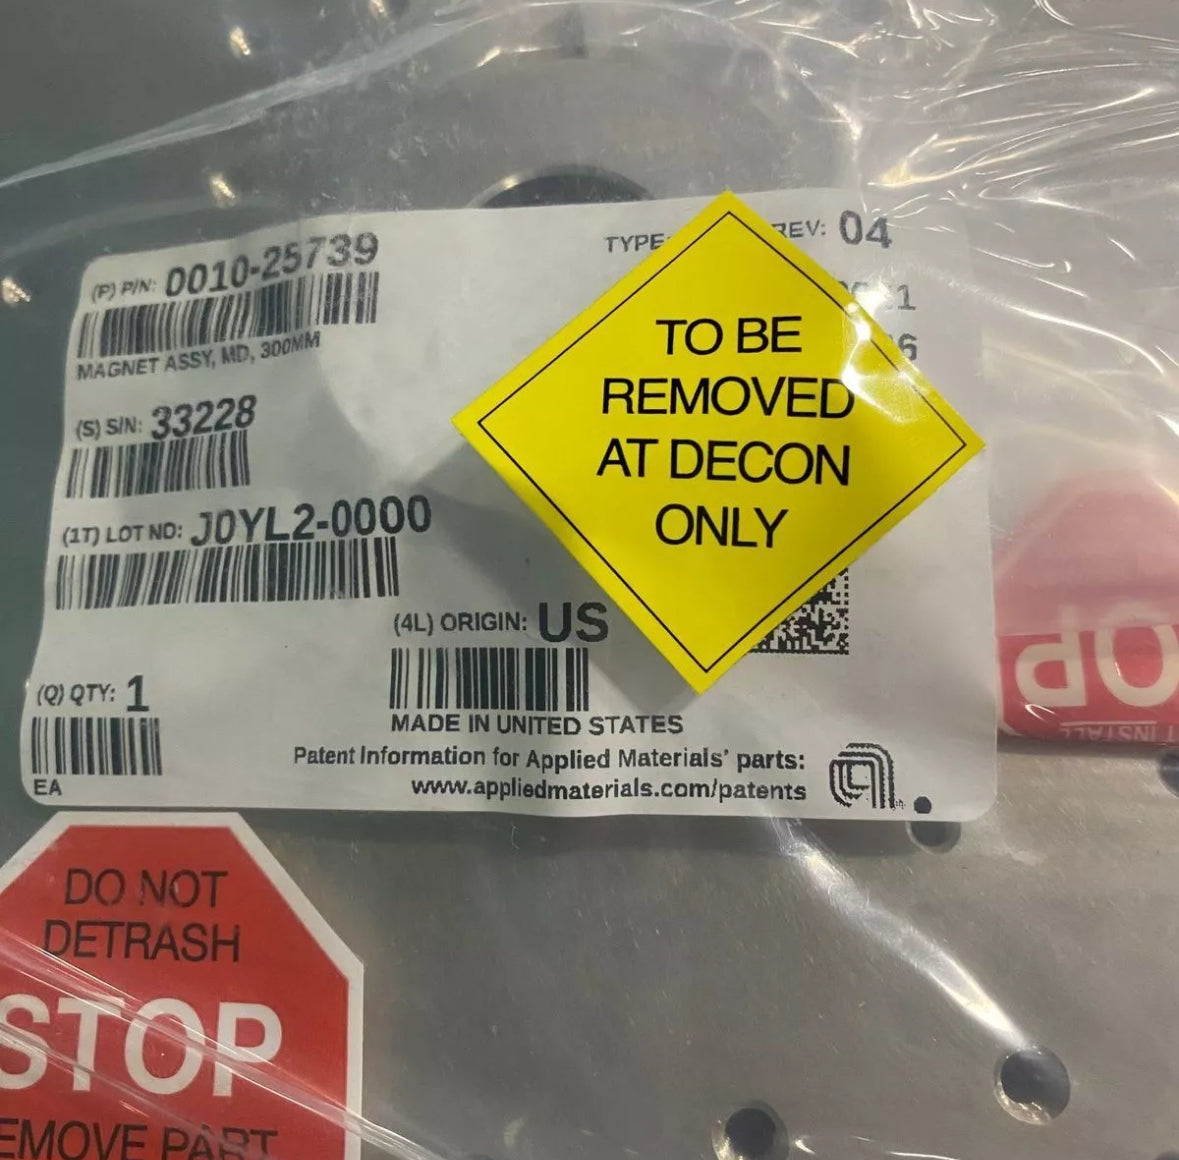 (P) P/N: 0010-25739
MAGNET ASSY, MD, 300MM
(S) S/N: 33228
(1T) LOT NO: J0YL2-0000
(4L) ORIGIN: US
MADE IN UNITED STATES
(Q) QTY: 1
EA
Patent Information for Applied Materials' parts:
www.appliedmaterials.com/patents
TYPE:
REV: 04
TO BE
REMOVED
AT DECON
ONLY
DO NOT
DETRASH
STOP
PART